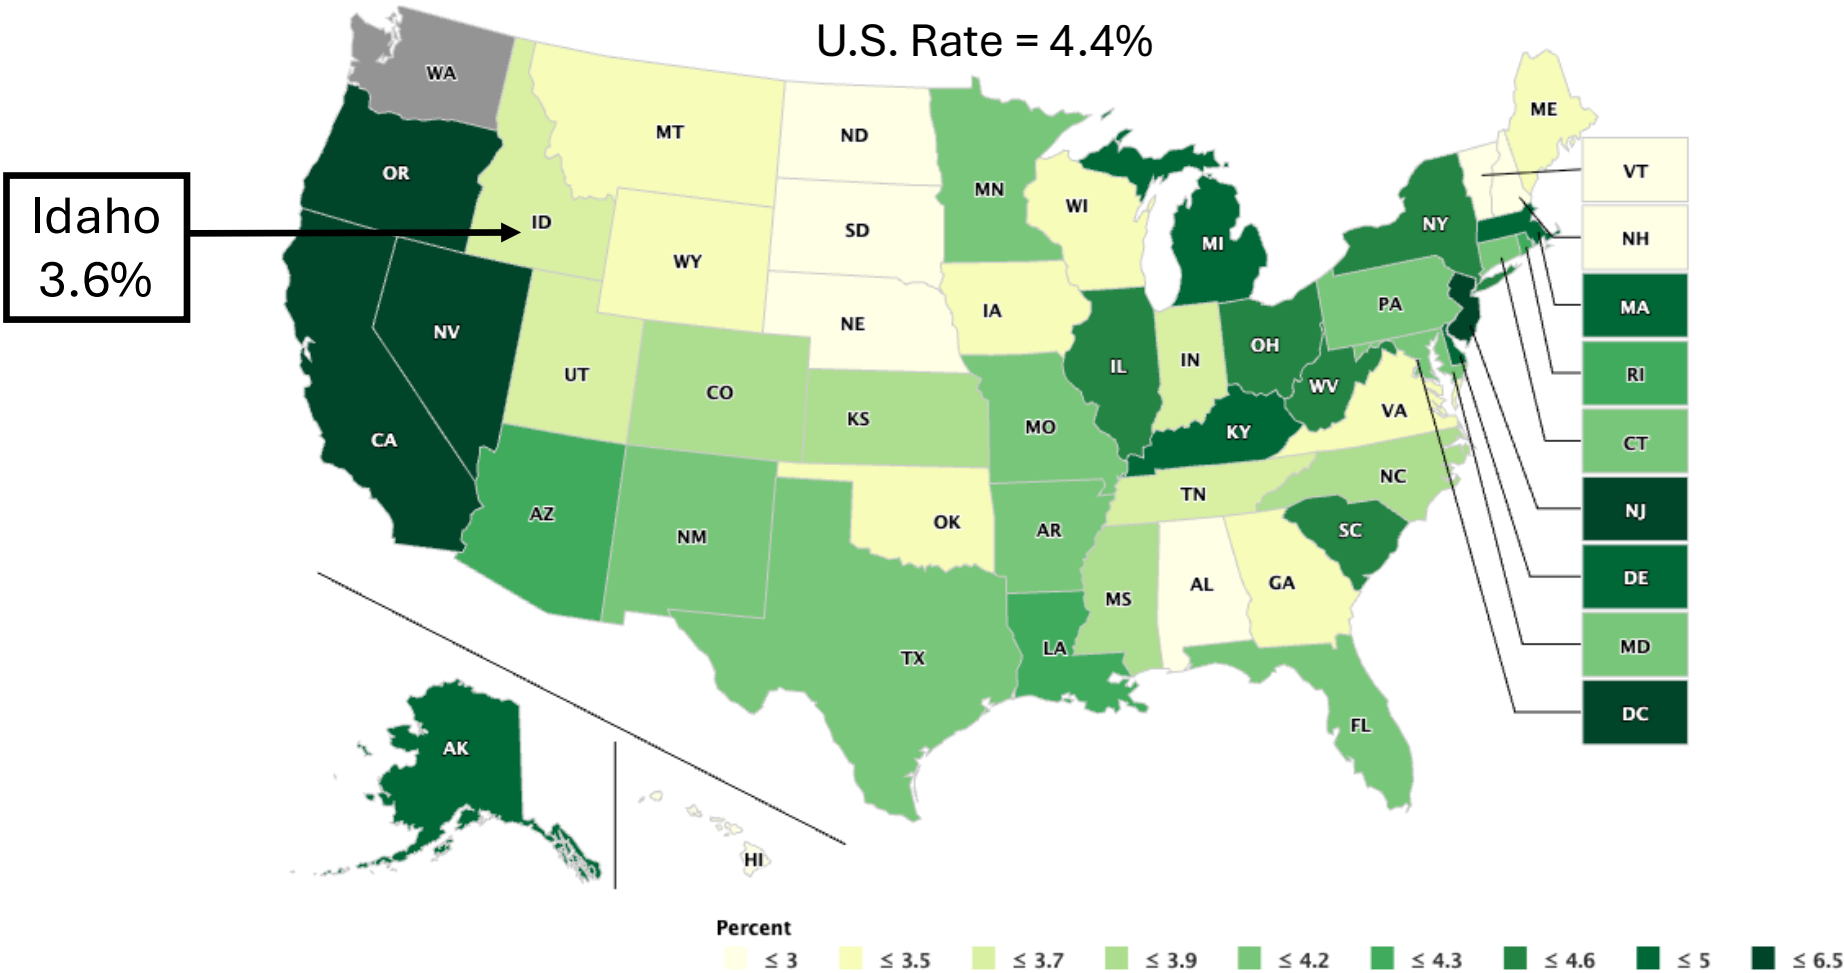 U.S. Rate = 4.4%
Idaho
3.6%
WA
OR
CA
NV
ID
MT
WY
UT
AZ
CO
NM
ND
SD
NE
KS
OK
TX
MN
IA
MO
AR
LA
WI
IL
MI
IN
OH
KY
TN
MS
AL
GA
FL
SC
NC
VA
WV
PA
NY
ME
VT
NH
MA
RI
CT
NJ
DE
MD
DC
AK
HI
Percent
≤ 3 ≤ 3.5 ≤ 3.7 ≤ 3.9 ≤ 4.2 ≤ 4.3 ≤ 4.6 ≤ 5 ≤ 6.5